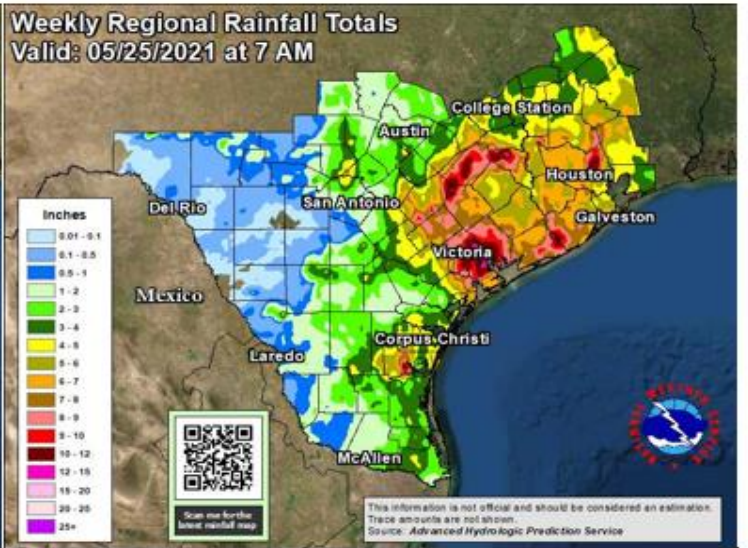 Weekly Regional Rainfall Totals
Valid: 05/25/2021 at 7 AM
College Station
Austin
Houston
Del Rio
San Antonio
Galveston
Victoria
Mexico
Corpus Christi
Laredo
McAllen
Inches
0.01 - 0.1
0.1 - 0.5
0.5 - 1
1 - 2
2 - 3
3 - 4
4 - 5
5 - 6
6 - 7
7 - 8
8 - 9
9 - 10
10 - 12
12 - 15
15 - 20
20 - 25
25+
Scan me for the
latest rainfall map
NATIONAL WEATHER SERVICE
This information is not official and should be considered an estimation.
Trace amounts are not shown.
Source: Advanced Hydrologic Prediction Service